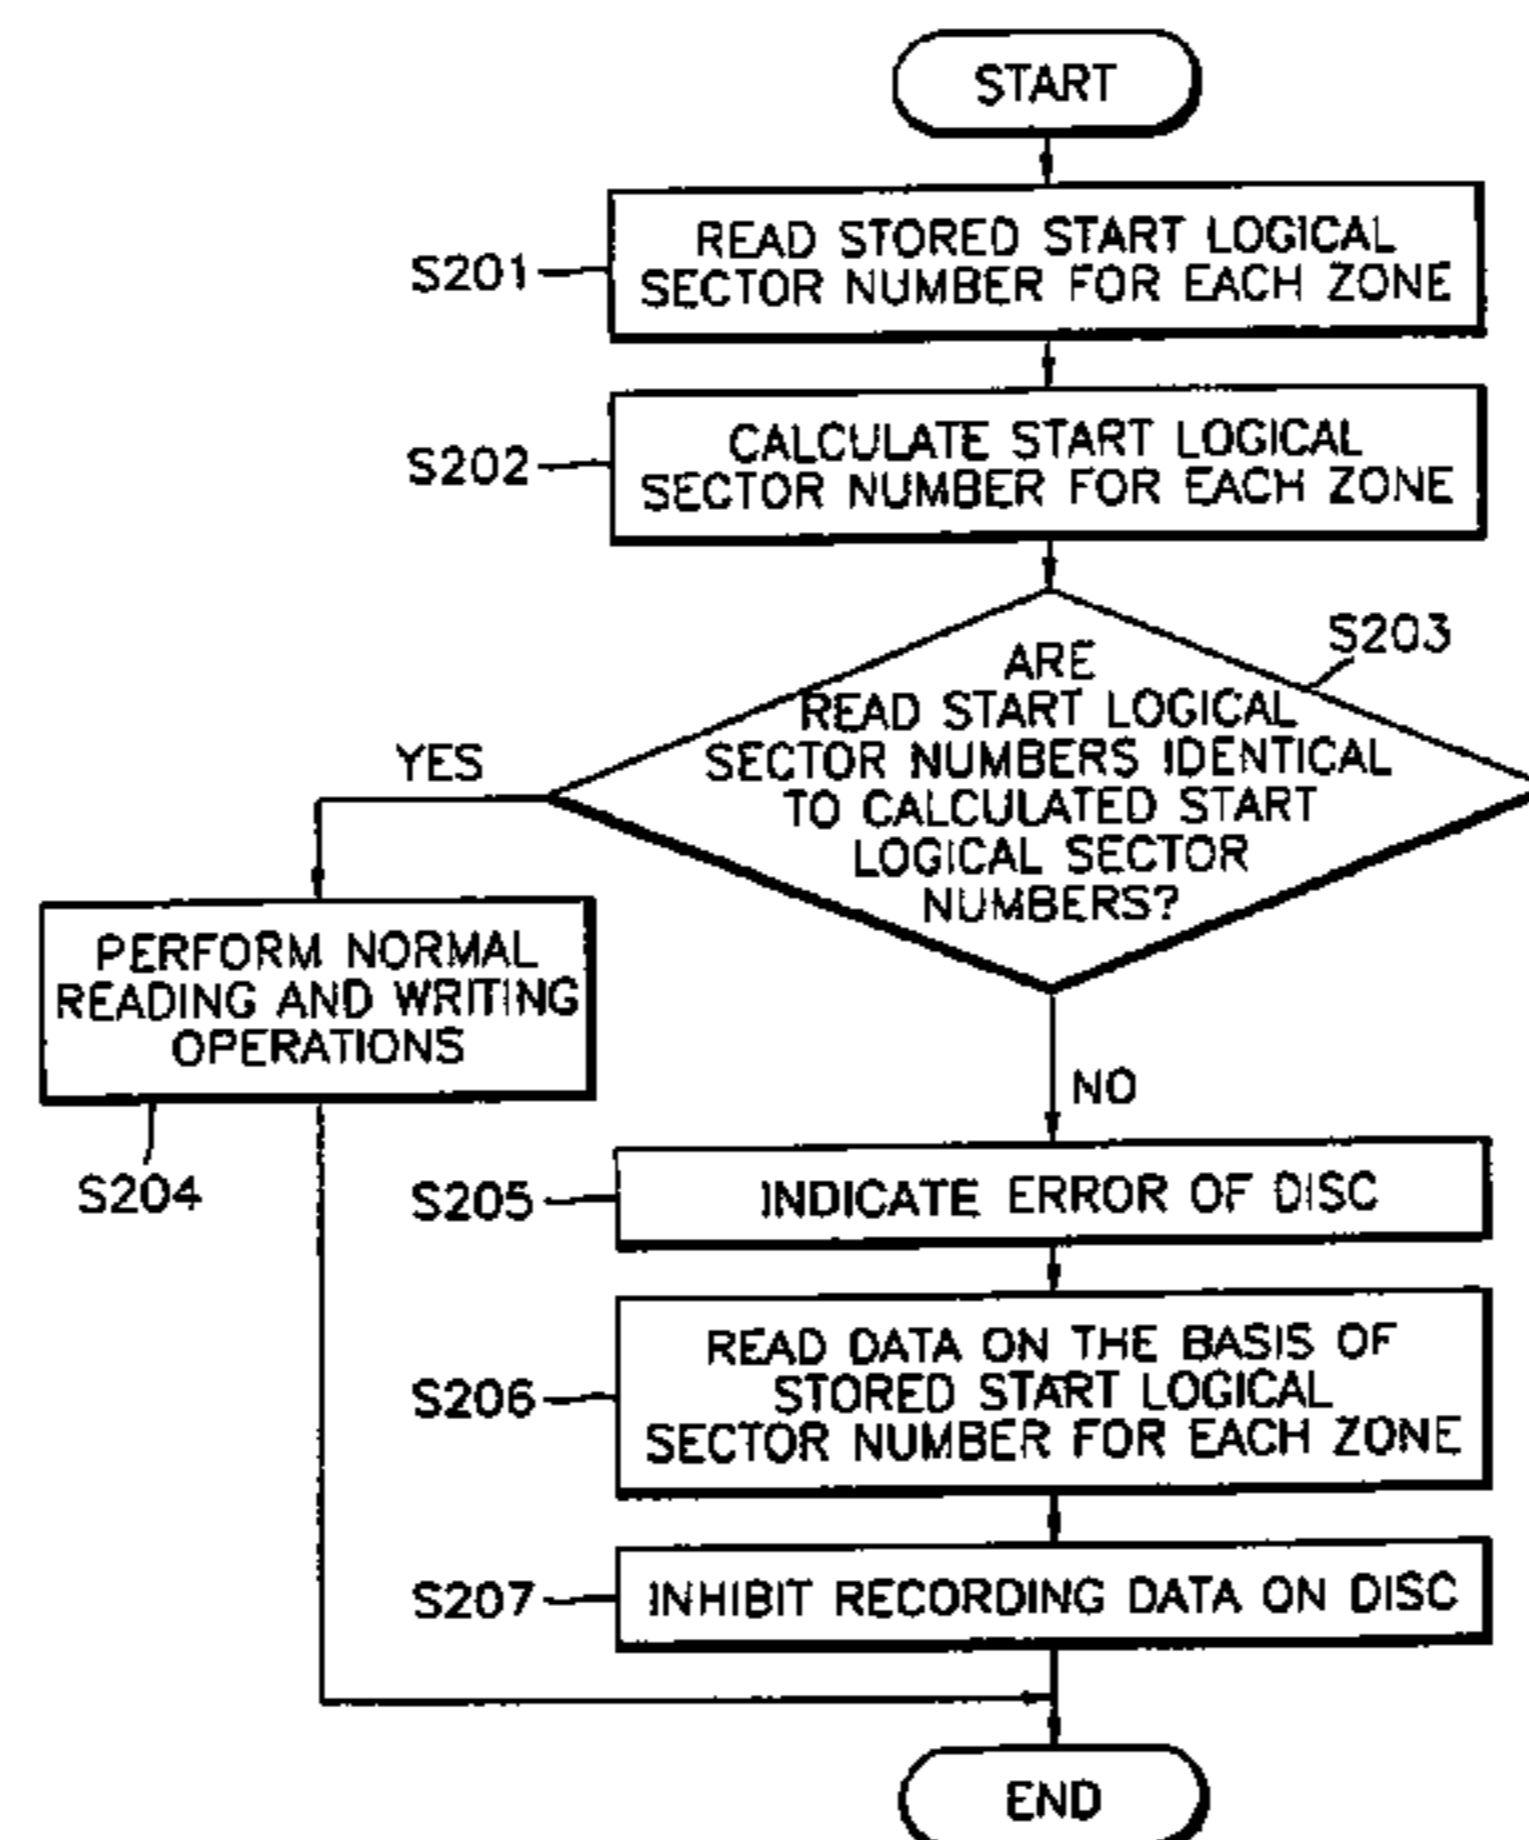 START
S201
READ STORED START LOGICAL
SECTOR NUMBER FOR EACH ZONE
S202
CALCULATE START LOGICAL
SECTOR NUMBER FOR EACH ZONE
S203
ARE
READ START LOGICAL
SECTOR NUMBERS IDENTICAL
TO CALCULATED START
LOGICAL SECTOR
NUMBERS?
YES
PERFORM NORMAL
READING AND WRITING
OPERATIONS
S204
NO
S205
INDICATE ERROR OF DISC
S206
READ DATA ON THE BASIS OF
STORED START LOGICAL
SECTOR NUMBER FOR EACH ZONE
S207
INHIBIT RECORDING DATA ON DISC
END